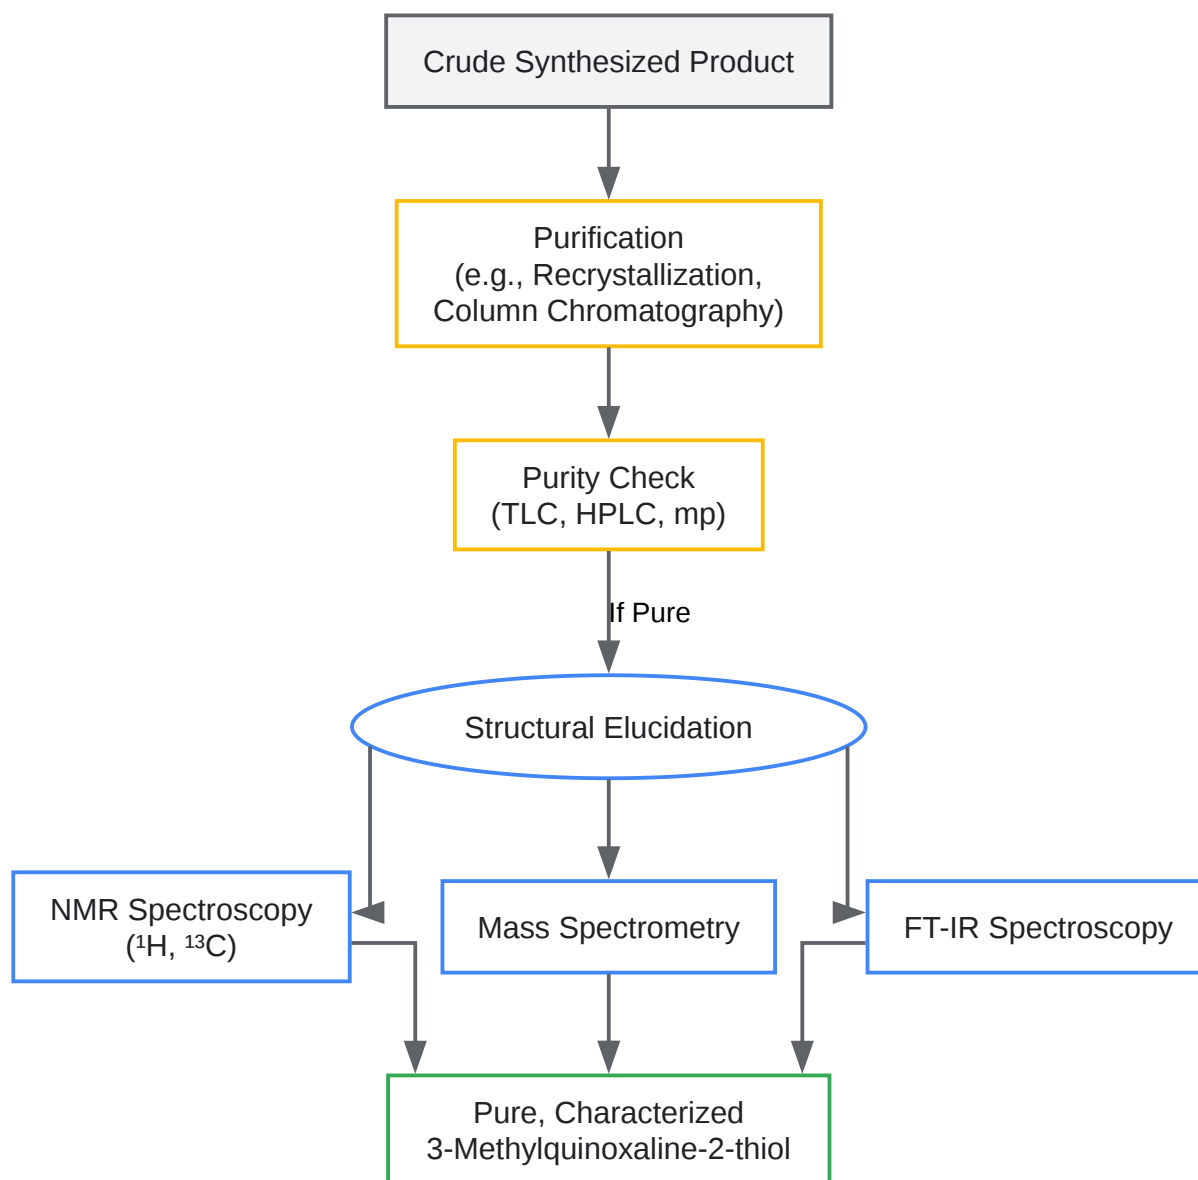 Crude Synthesized Product
Purification
(e.g., Recrystallization,
Column Chromatography)
Purity Check
(TLC, HPLC, mp)
If Pure
Structural Elucidation
NMR Spectroscopy
(¹H, ¹³C)
Mass Spectrometry
FT-IR Spectroscopy
Pure, Characterized
3-Methylquinoxaline-2-thiol